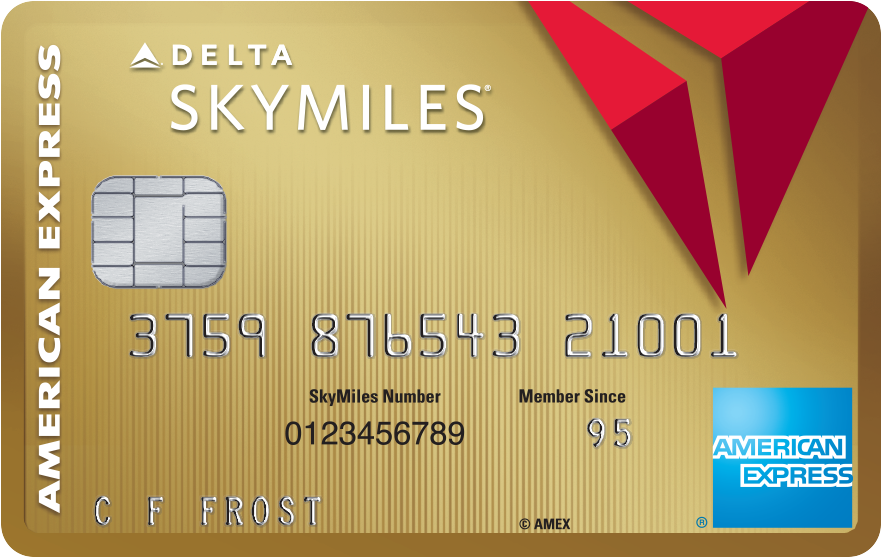 AMERICAN EXPRESS
DELTA
SKYMILES®
3759 876543 21001
SkyMiles Number
Member Since
0123456789
95
AMERICAN
EXPRESS
®
C F FROST
© AMEX